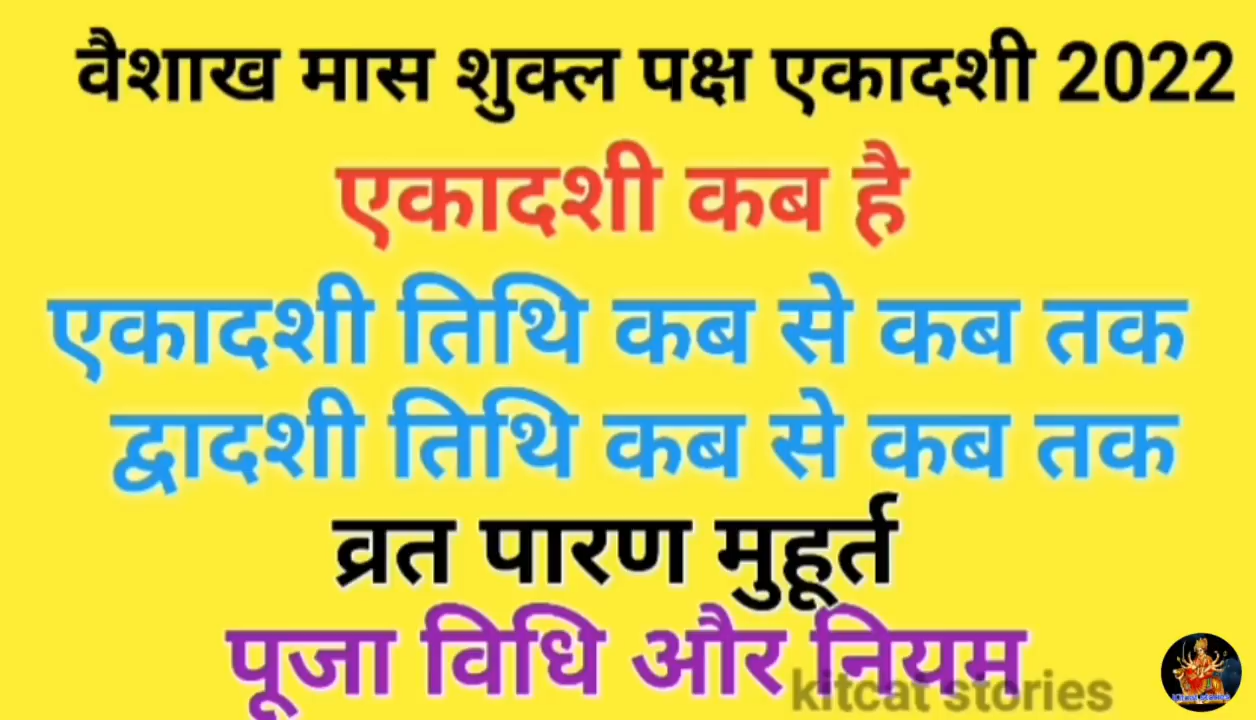 वैशाख मास शुक्ल पक्ष एकादशी 2022
एकादशी कब है
एकादशी तिथि कब से कब तक
द्वादशी तिथि कब से कब तक
व्रत पारण मुहूर्त
पूजा विधि और नियम
kitcat stories